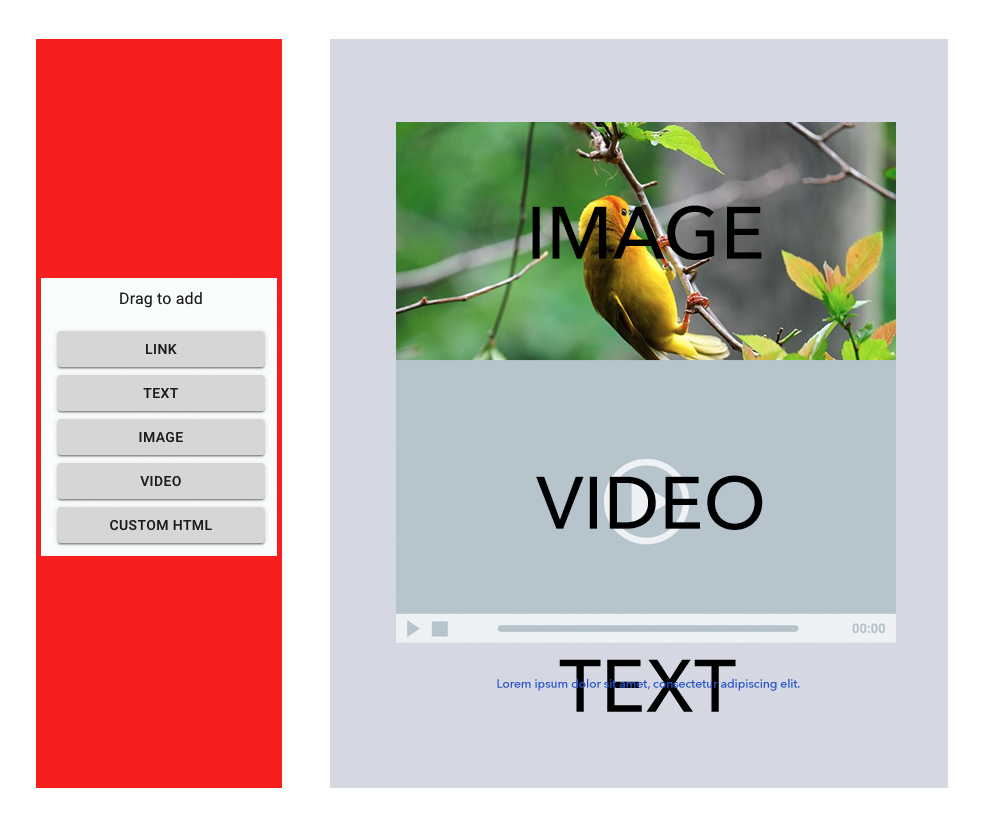 Drag to add
LINK
TEXT
IMAGE
VIDEO
CUSTOM HTML
IMAGE
VIDEO
00:00
TEXT
Lorem ipsum dolor sit amet, consectetur adipiscing elit.